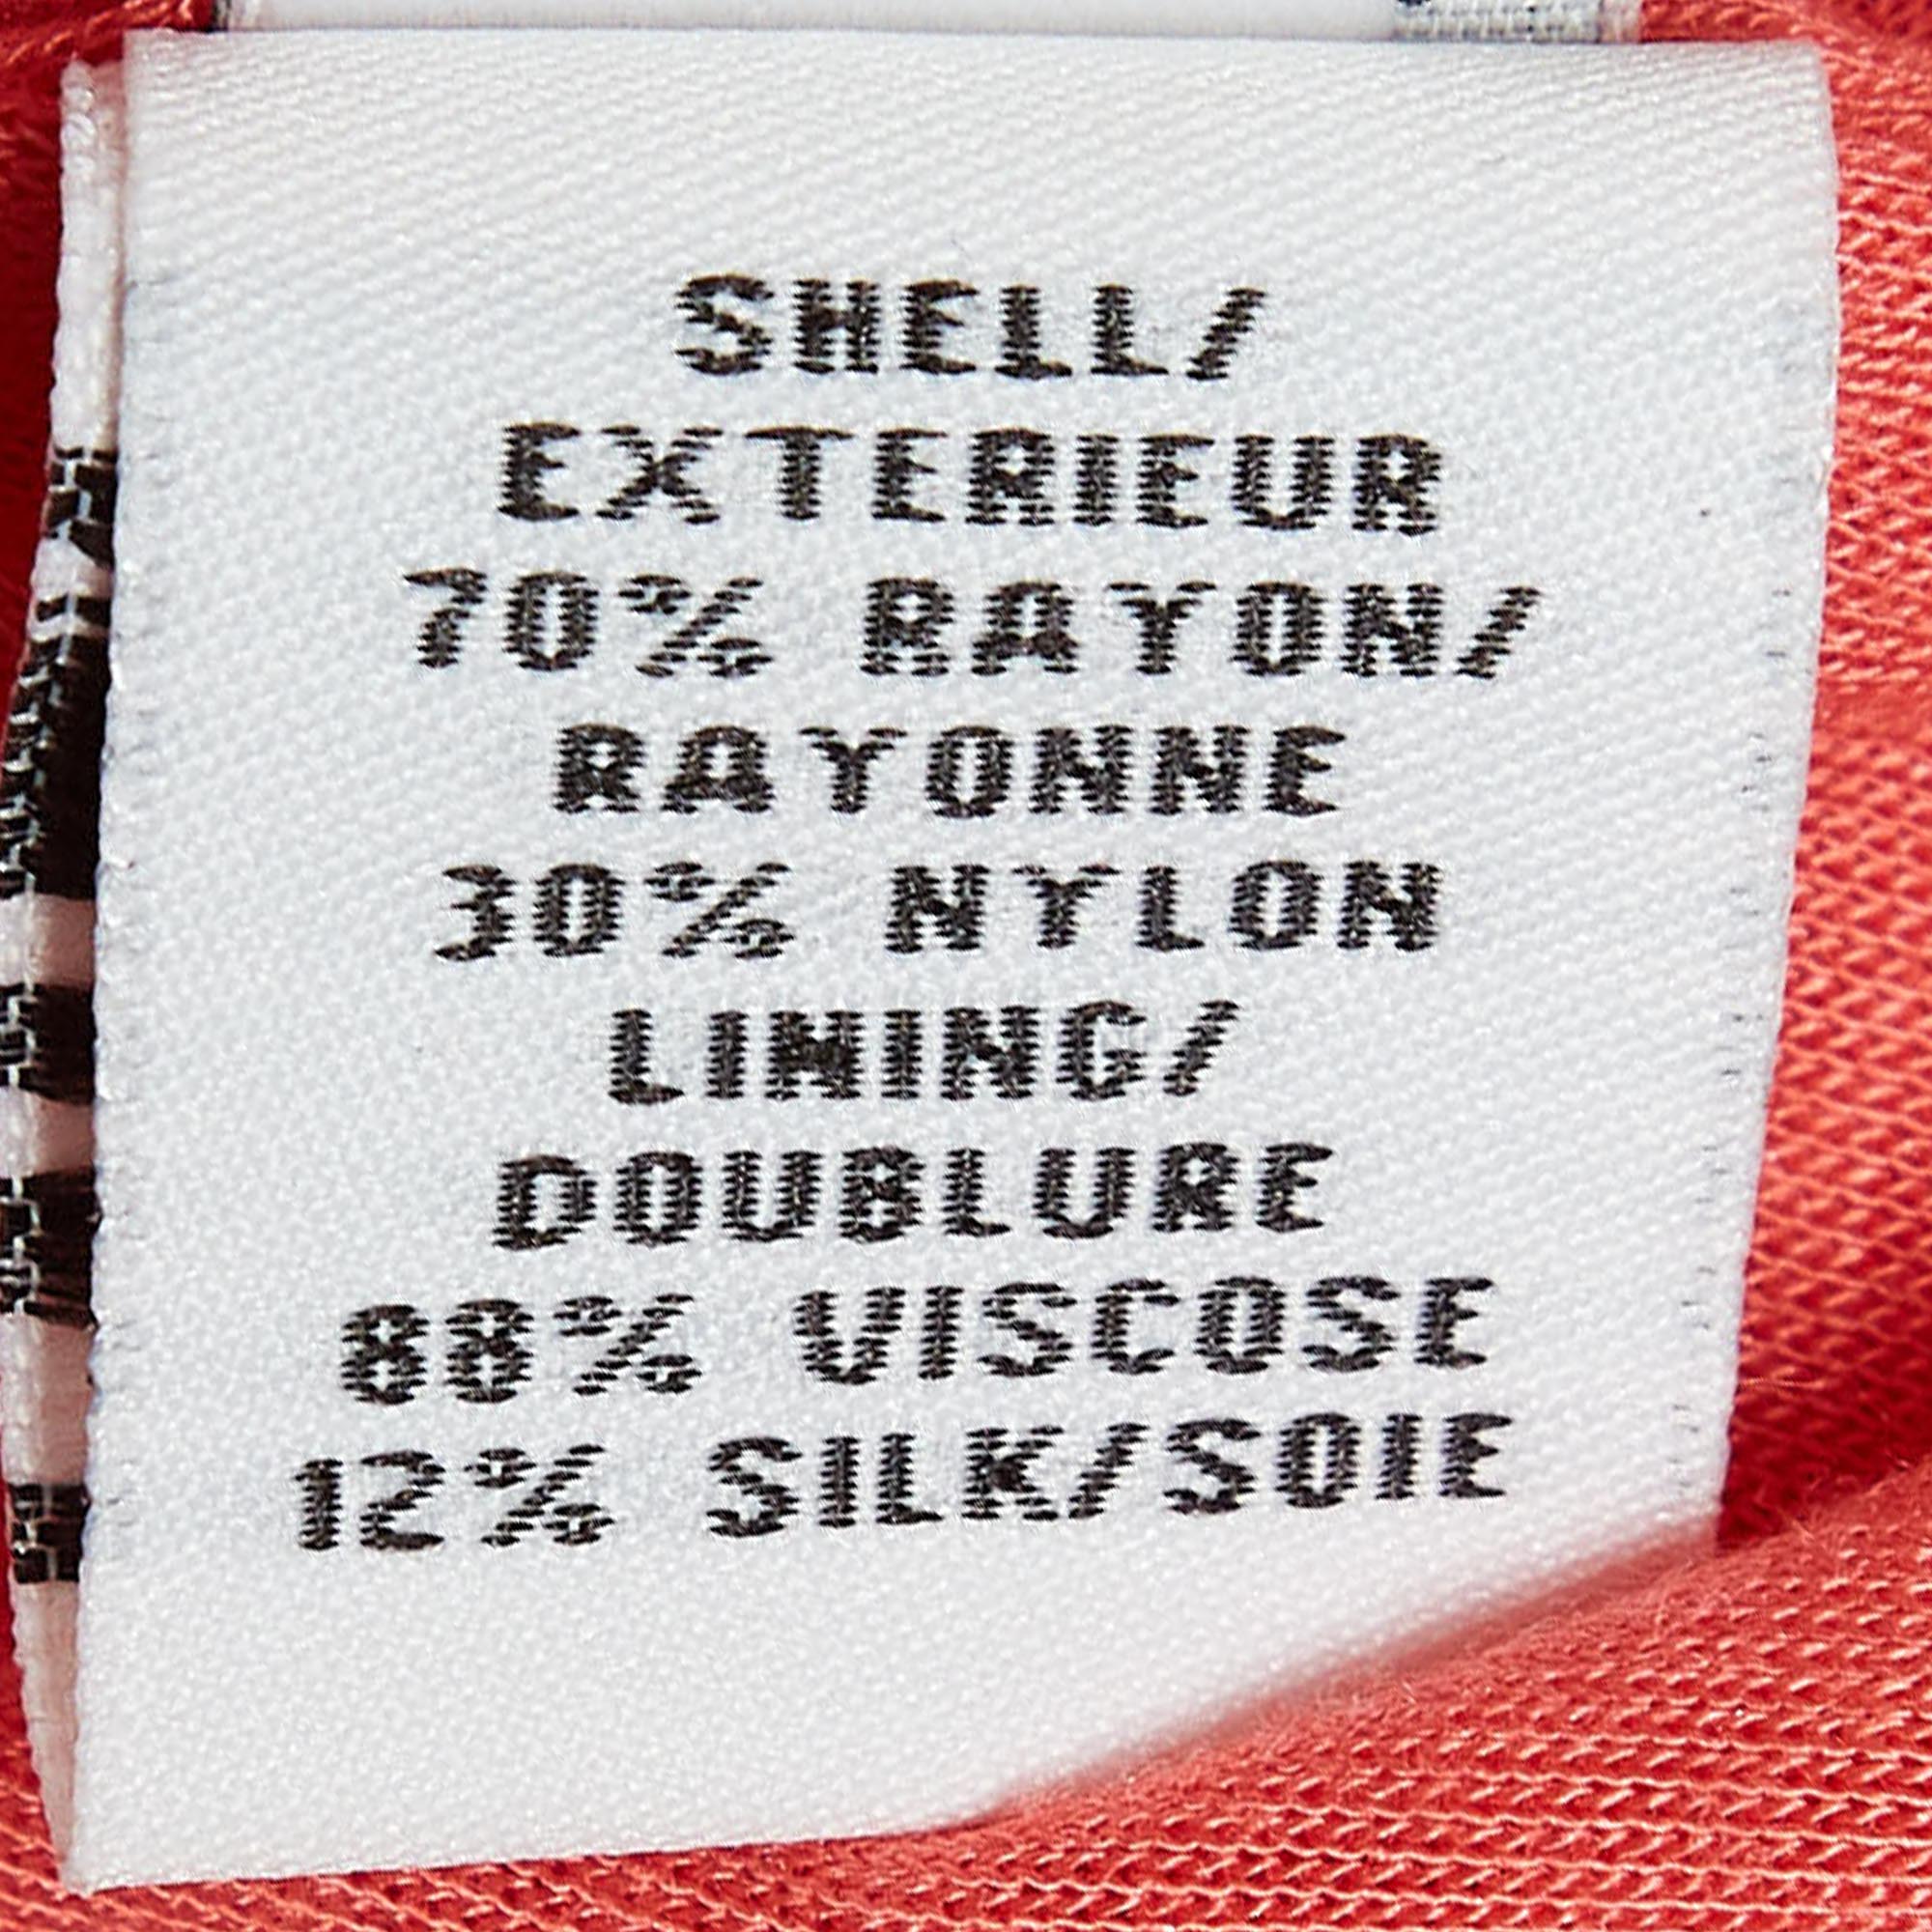 SHELL/
EXTERIEUR
70% RAYON/
RAYONNE
30% NYLON
LINING/
DOUBLURE
88% VISCOSE
12% SILK/SOIE